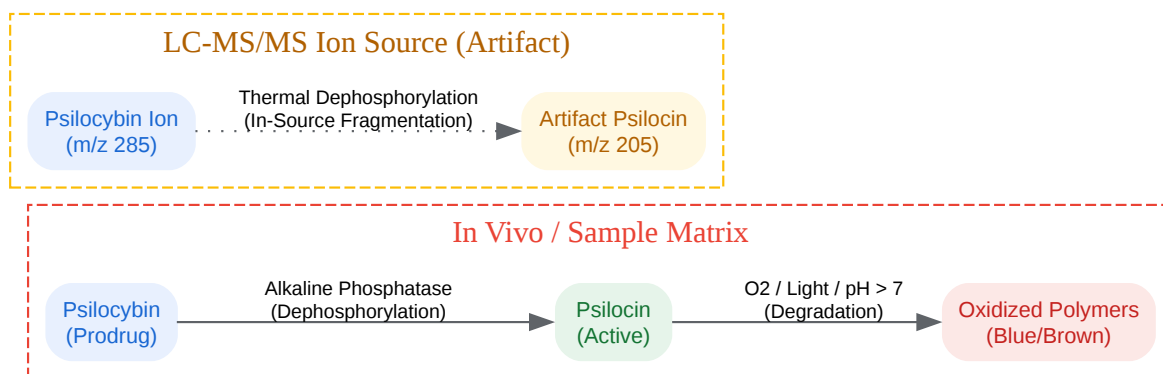 LC-MS/MS Ion Source (Artifact)
Psilocybin Ion
(m/z 285)
Thermal Dephosphorylation
(In-Source Fragmentation)
Artifact Psilocin
(m/z 205)
In Vivo / Sample Matrix
Psilocybin
(Prodrug)
Alkaline Phosphatase
(Dephosphorylation)
Psilocin
(Active)
O2 / Light / pH > 7
(Degradation)
Oxidized Polymers
(Blue/Brown)